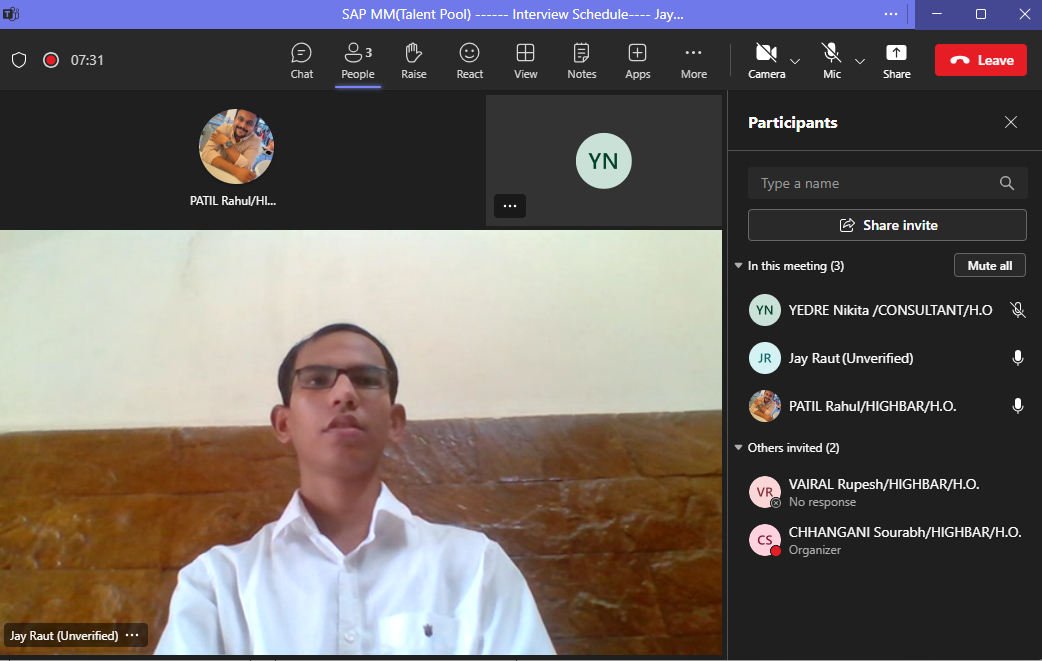 SAP MM(Talent Pool) ------ Interview Schedule---- Jay...
07:31
Chat
People
3
Raise
React
View
Notes
Apps
More
Camera
Mic
Share
Leave
PATIL Rahul/HI...
YN
Jay Raut (Unverified)
Participants
Type a name
Share invite
In this meeting (3)
Mute all
YN
YEDRE Nikita /CONSULTANT/H.O
JR
Jay Raut (Unverified)
PATIL Rahul/HIGHBAR/H.O.
Others invited (2)
VR
VAIRAL Rupesh/HIGHBAR/H.O.
No response
CS
CHHANGANI Sourabh/HIGHBAR/H.O.
Organizer